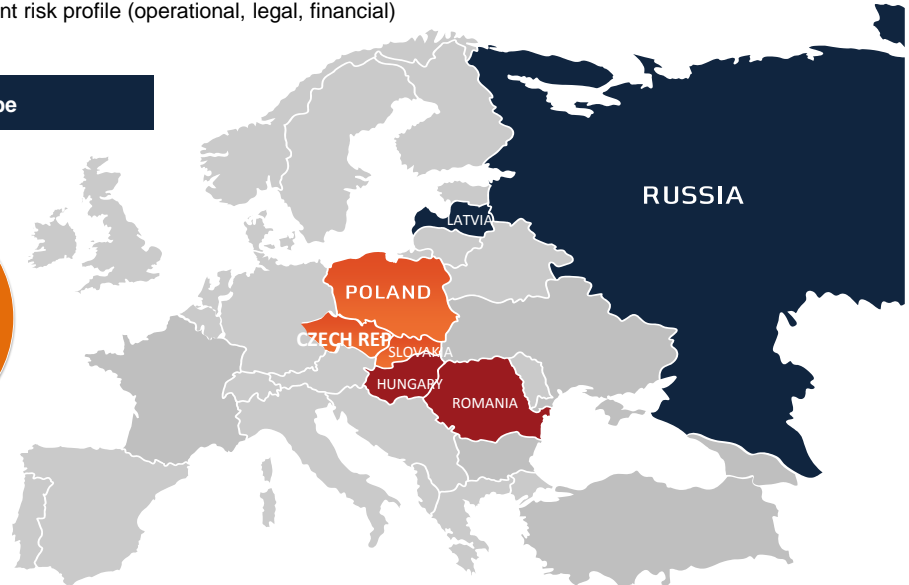 nt risk profile (operational, legal, financial)
pe
RUSSIA
LATVIA
POLAND
CZECH REP
SLOVAKIA
HUNGARY
ROMANIA